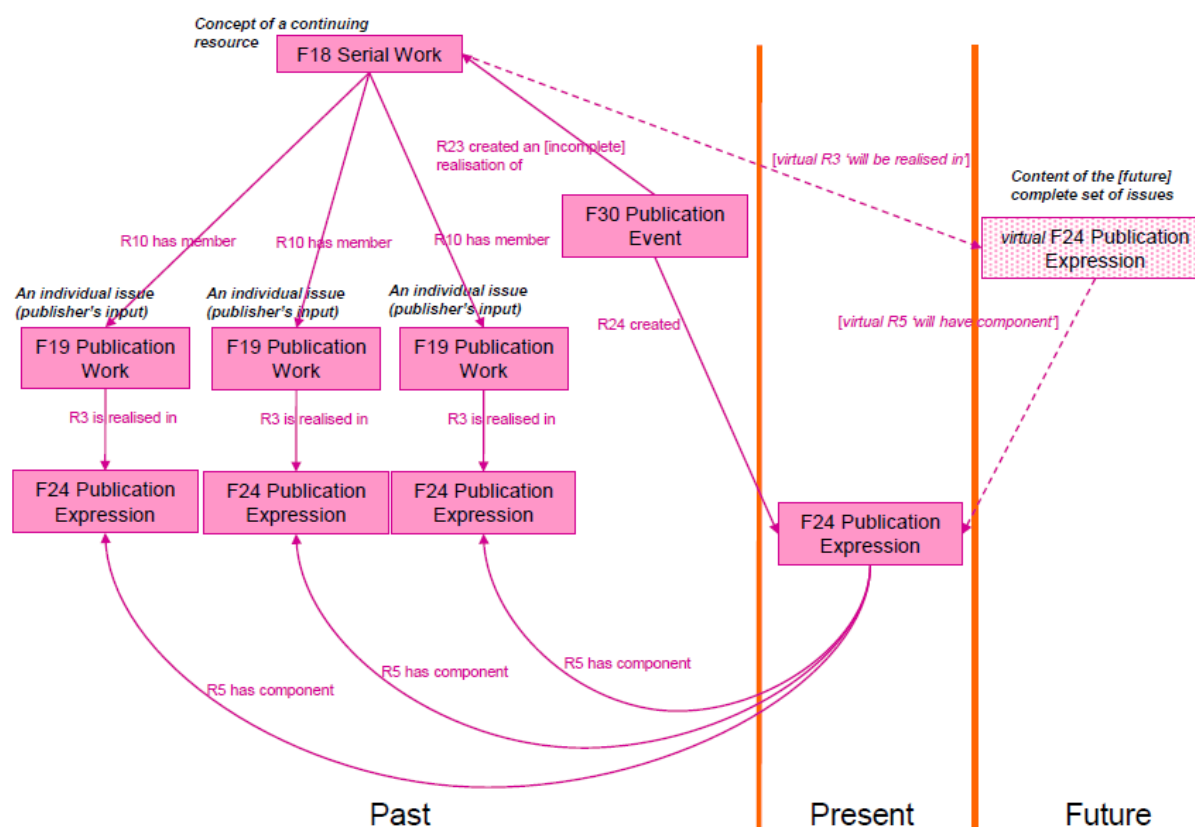 Concept of a continuing
resource
F18 Serial Work
R23 created an [incomplete]
realisation of
[virtual R3 'will be realised in']
Content of the [future]
complete set of issues
F30 Publication
Event
virtual F24 Publication
Expression
R10 has member
R10 has member
R10 has member
An individual issue
(publisher's input)
An individual issue
(publisher's input)
An individual issue
(publisher's input)
R24 created
[virtual R5 'will have component']
F19 Publication
Work
F19 Publication
Work
F19 Publication
Work
R3 is realised in
R3 is realised in
R3 is realised in
F24 Publication
Expression
F24 Publication
Expression
F24 Publication
Expression
F24 Publication
Expression
R5 has component
R5 has component
R5 has component
Past
Present
Future